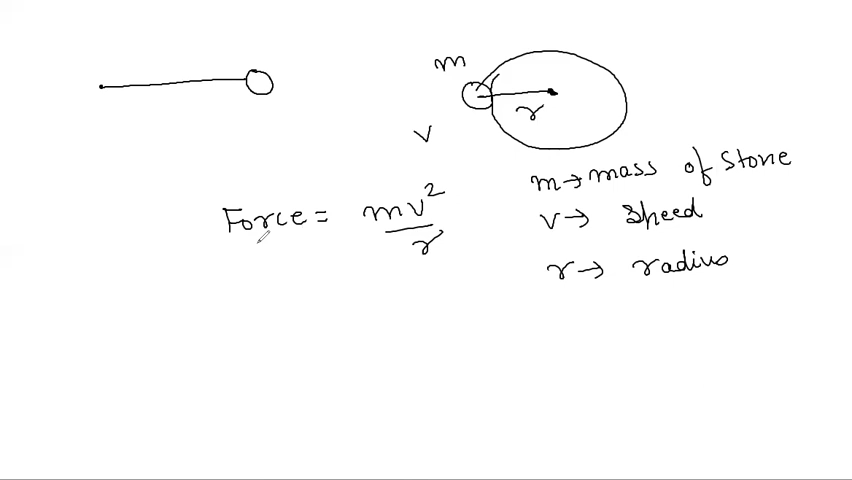 m
r
v
m → mass of Stone
Force = mv²/r
v → Speed
r → radius